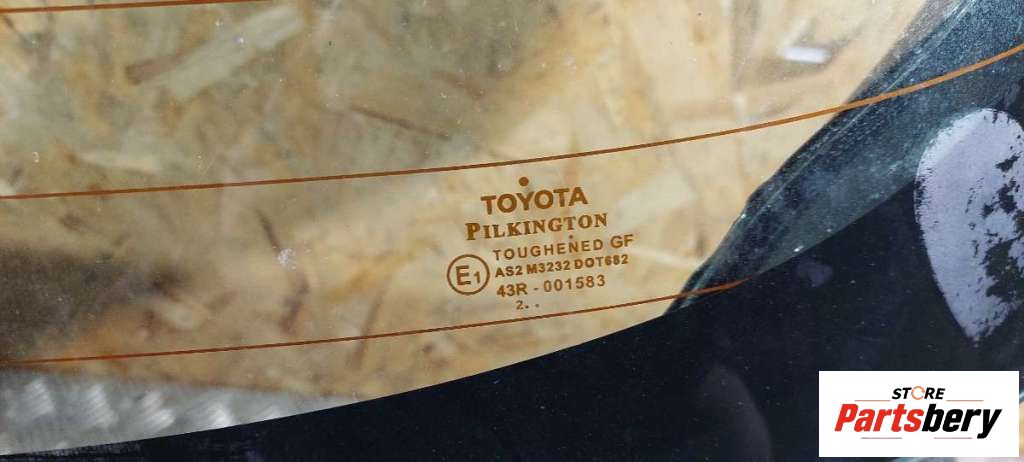 TOYOTA
PILKINGTON
TOUGHENED GF
E1
AS2 M3232 DOT682
43R - 001583
2. .
STORE
Partsbery